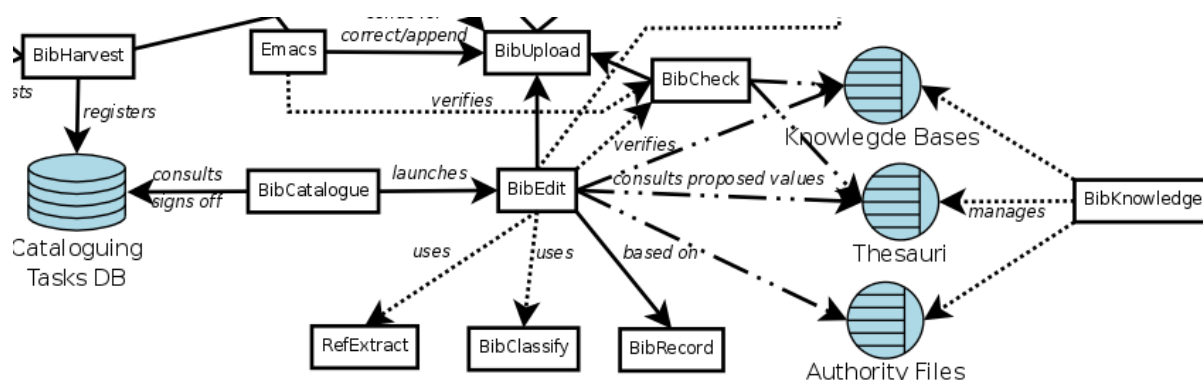 correct/append
BibHarvest
Emacs
BibUpload
BibCheck
sts
registers
verifies
Knowlegde Bases
verifies
consults
signs off
BibCatalogue
launches
BibEdit
consults proposed values
manages
BibKnowledge
Cataloguing
Tasks DB
uses
uses
based on
Thesauri
RefExtract
BibClassify
BibRecord
Authority Files